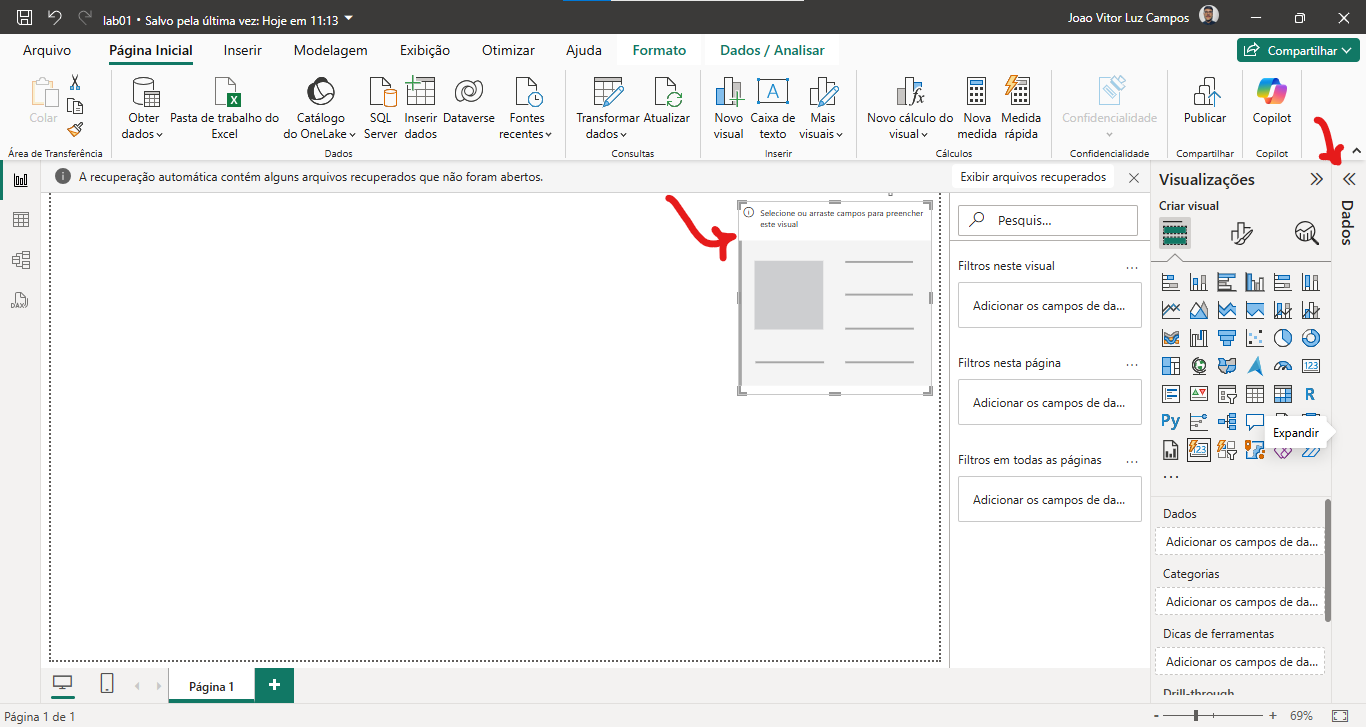 lab01 • Salvo pela última vez: Hoje em 11:13
Joao Vitor Luz Campos
Arquivo
Página Inicial
Inserir
Modelagem
Exibição
Otimizar
Ajuda
Formato
Dados / Analisar
Compartilhar
Colar
Obter
dados
Pasta de trabalho do
Excel
Catálogo
do OneLake
SQL
Server
Inserir
dados
Dataverse
Fontes
recentes
Transformar
dados
Atualizar
Novo
visual
Caixa de
texto
Mais
visuais
Novo cálculo do
visual
Nova
medida
Medida
rápida
Confidencialidade
Publicar
Copilot
Área de Transferência
Dados
Consultas
Inserir
Cálculos
Confidencialidade
Compartilhar
Copilot
A recuperação automática contém alguns arquivos recuperados que não foram abertos.
Exibir arquivos recuperados
Selecione ou arraste campos para preencher
este visual
Pesquis...
Filtros neste visual
...
Adicionar os campos de da...
Filtros nesta página
...
Adicionar os campos de da...
Filtros em todas as páginas
...
Adicionar os campos de da...
Visualizações
Criar visual
123
R
Py
123
Expandir
...
Dados
Adicionar os campos de da...
Categorias
Adicionar os campos de da...
Dicas de ferramentas
Adicionar os campos de da...
Drill-through
Dados
DAX
Página 1
+
Página 1 de 1
- + 69%